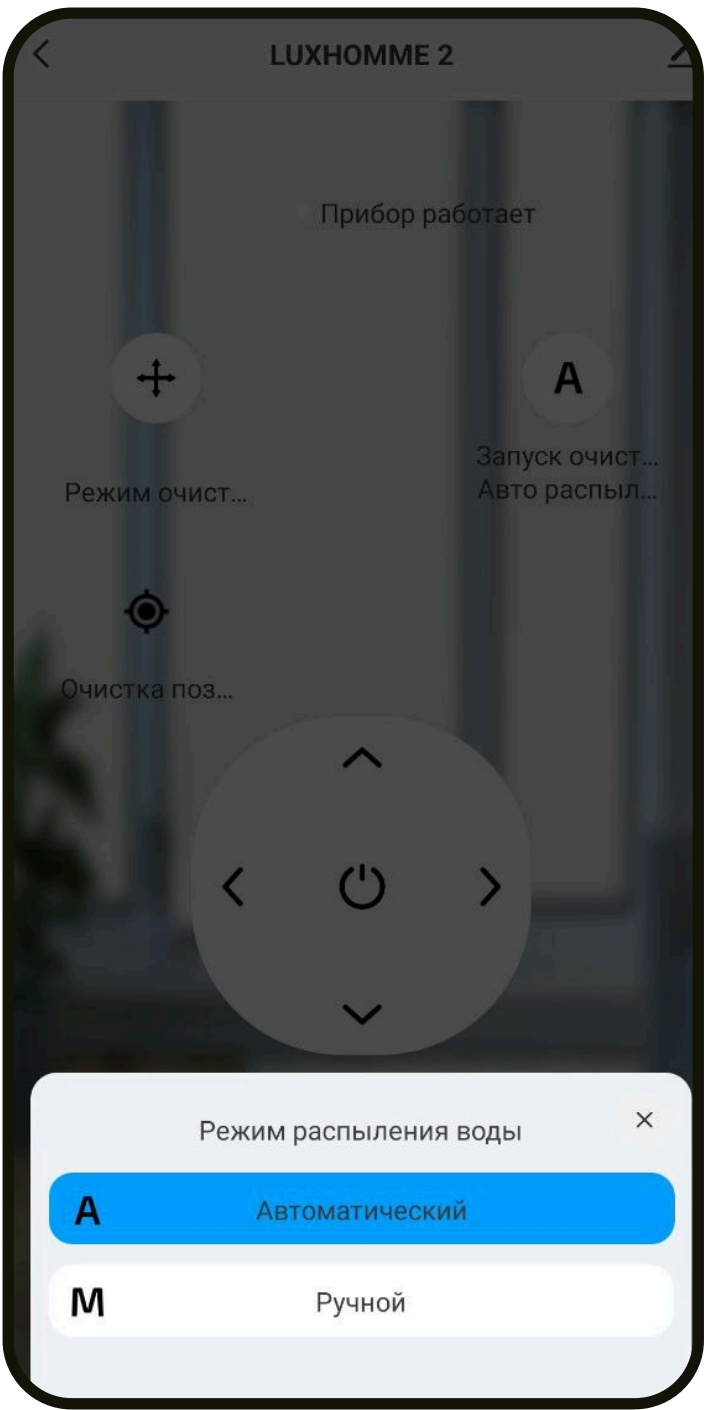 LUXHOMME 2
Прибор работает
A
Запуск очист...
Авто распыл...
Режим очист...
Очистка поз...
Режим распыления воды
A Автоматический
M Ручной